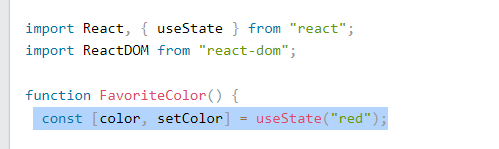 import React, { useState } from "react";
import ReactDOM from "react-dom";
function FavoriteColor() {
const [color, setColor] = useState("red");